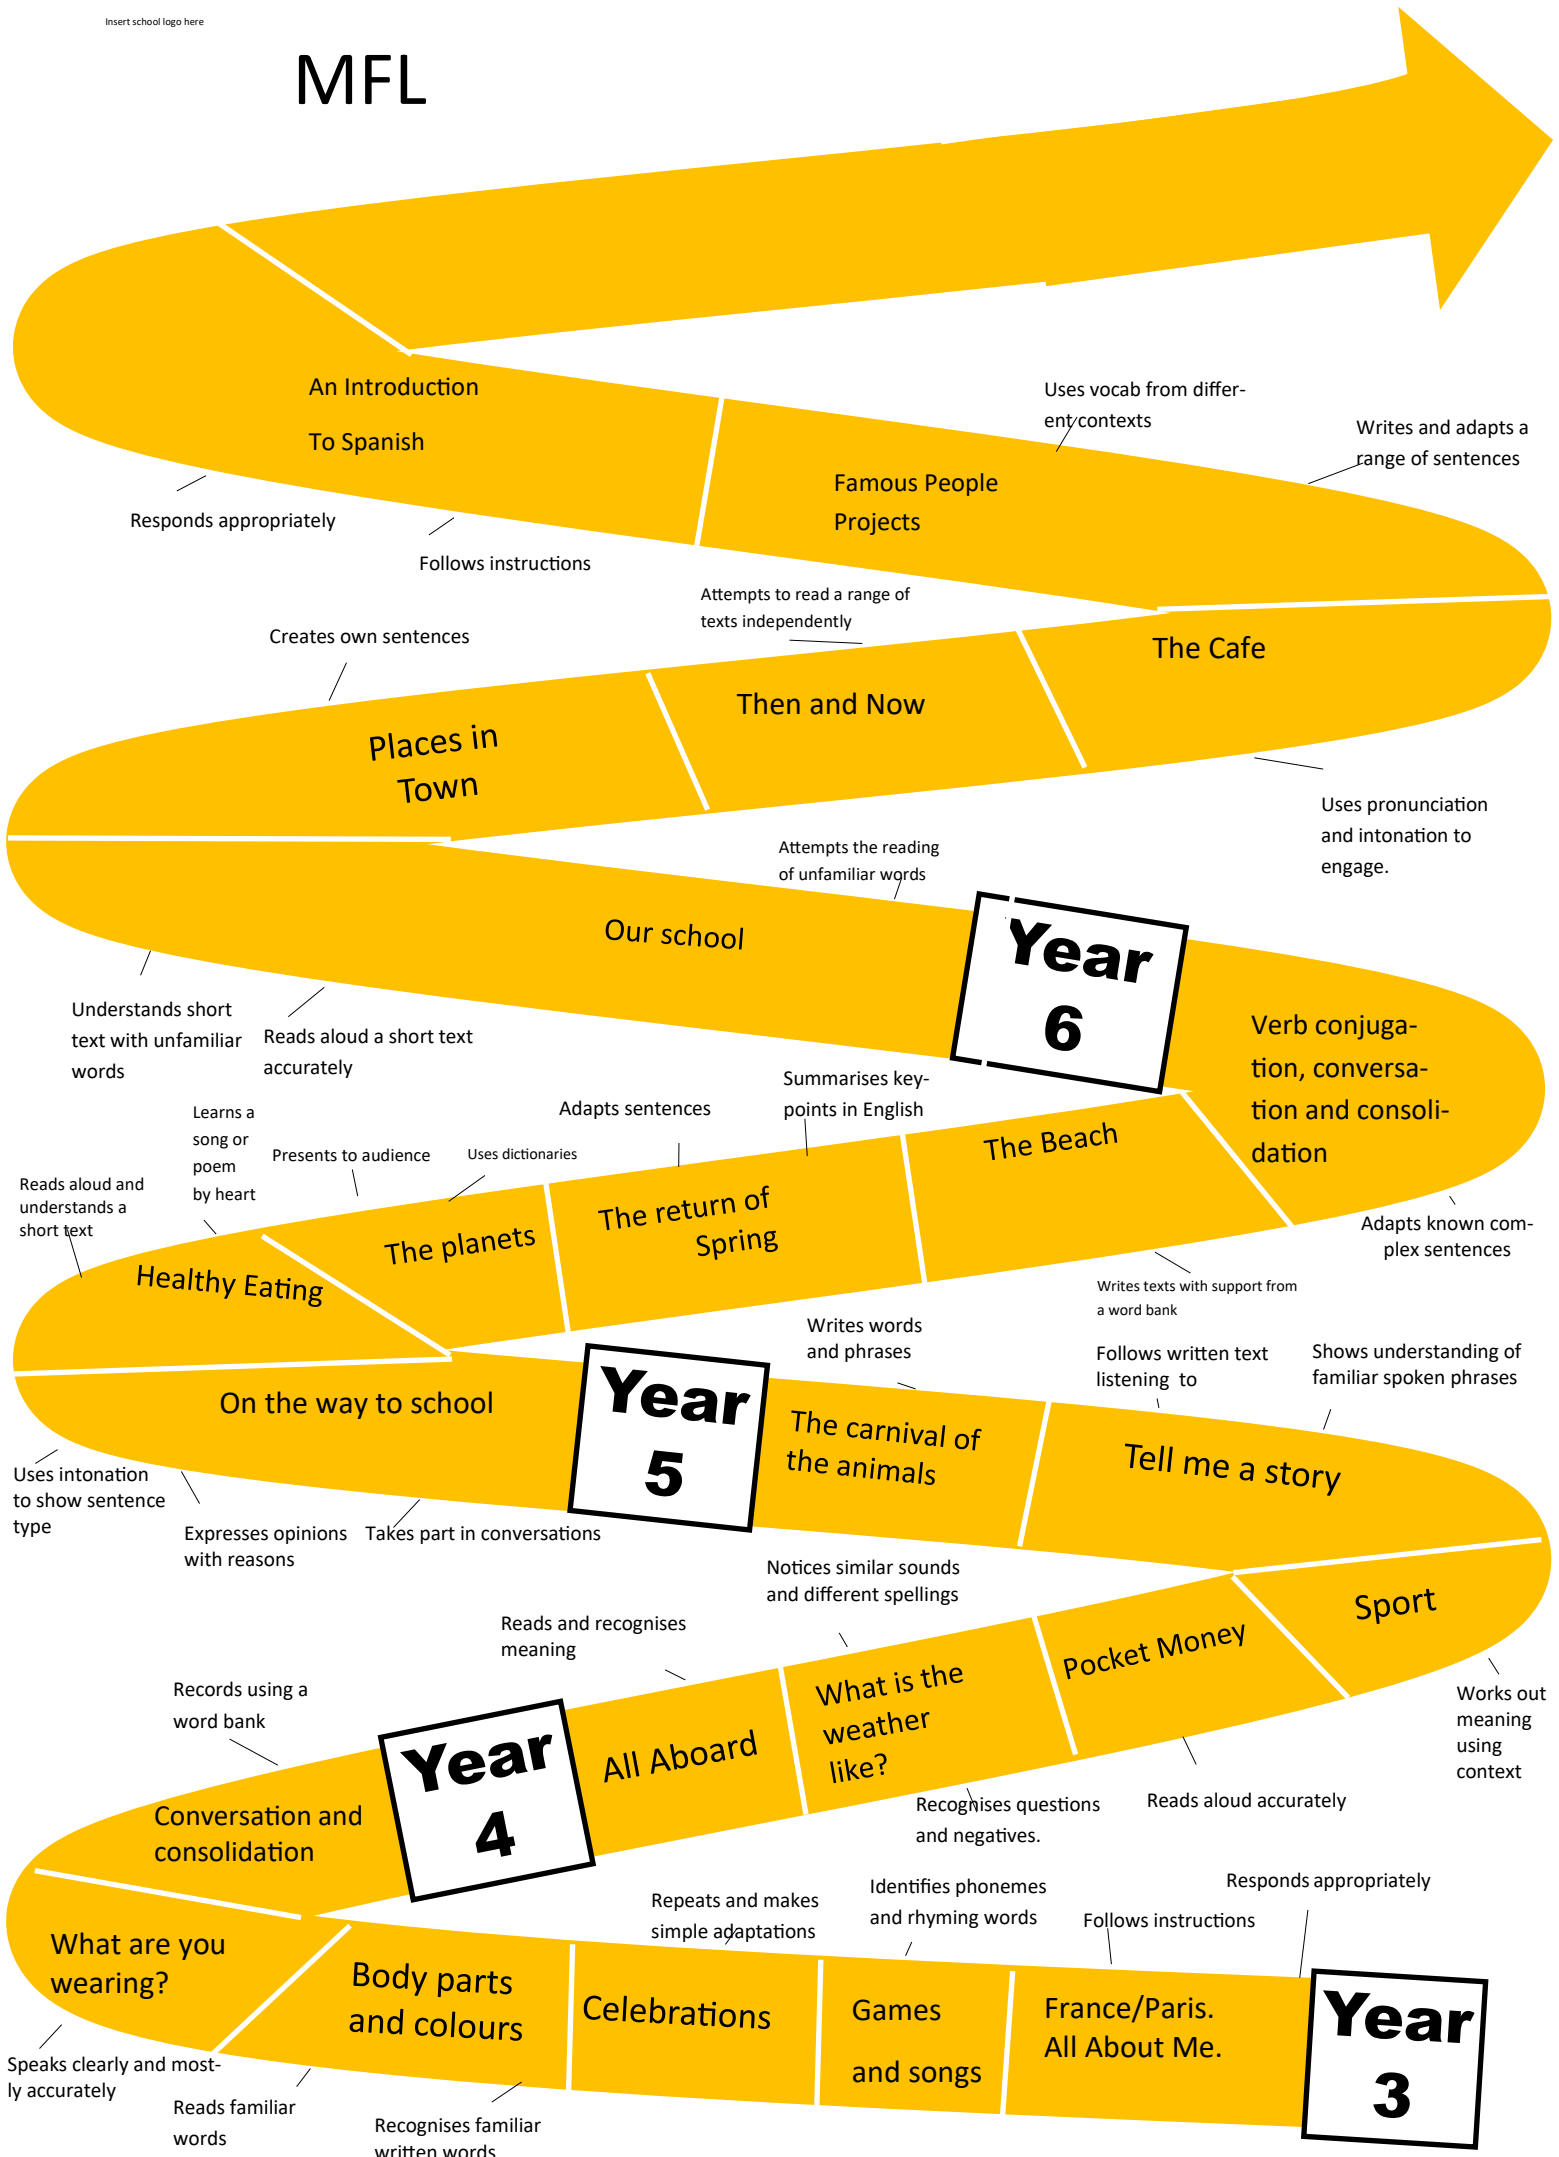 Insert school logo here
MFL
An Introduction
To Spanish
Uses vocab from differ-
ent contexts
Writes and adapts a
range of sentences
Famous People
Projects
Responds appropriately
Follows instructions
Attempts to read a range of
texts independently
Creates own sentences
The Cafe
Then and Now
Places in
Town
Uses pronunciation
and intonation to
engage.
Attempts the reading
of unfamiliar words
Our school
Year
6
Understands short
text with unfamiliar
words
Reads aloud a short text
accurately
Verb conjuga-
tion, conversa-
tion and consoli-
dation
Summarises key-
points in English
Adapts sentences
Learns a
song or
poem
by heart
Presents to audience
Uses dictionaries
Reads aloud and
understands a
short text
The Beach
The return of
Spring
The planets
Healthy Eating
Adapts known com-
plex sentences
Writes texts with support from
a word bank
Writes words
and phrases
Follows written text
listening to
Shows understanding of
familiar spoken phrases
On the way to school
Year
5
The carnival of
the animals
Tell me a story
Uses intonation
to show sentence
type
Expresses opinions
with reasons
Takes part in conversations
Notices similar sounds
and different spellings
Reads and recognises
meaning
Sport
Pocket Money
What is the
weather
like?
All Aboard
Records using a
word bank
Year
4
Works out
meaning
using
context
Reads aloud accurately
Recognises questions
and negatives.
Conversation and
consolidation
Responds appropriately
Identifies phonemes
and rhyming words
Follows instructions
Repeats and makes
simple adaptations
What are you
wearing?
Body parts
and colours
Celebrations
Games
and songs
France/Paris.
All About Me.
Year
3
Speaks clearly and most-
ly accurately
Reads familiar
words
Recognises familiar
written words